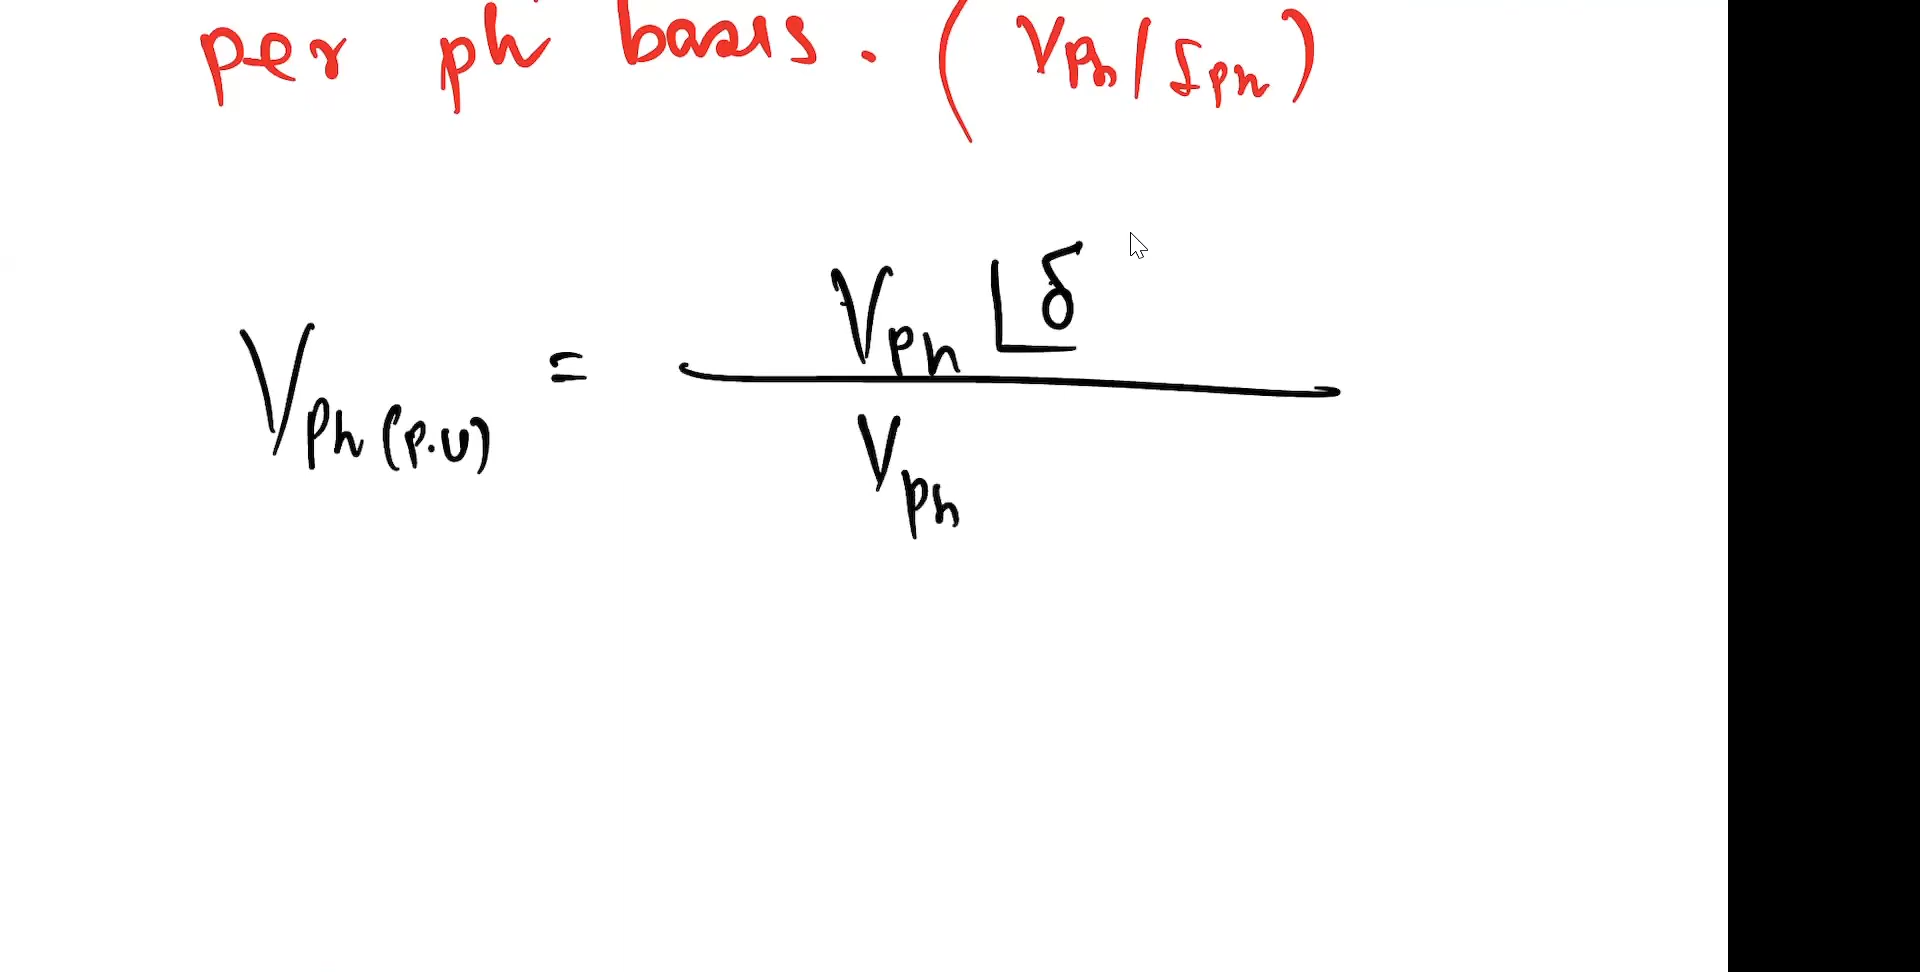 per ph basis. (Vph/Sph)
Vph (P.U) = Vph ∠δ
Vph